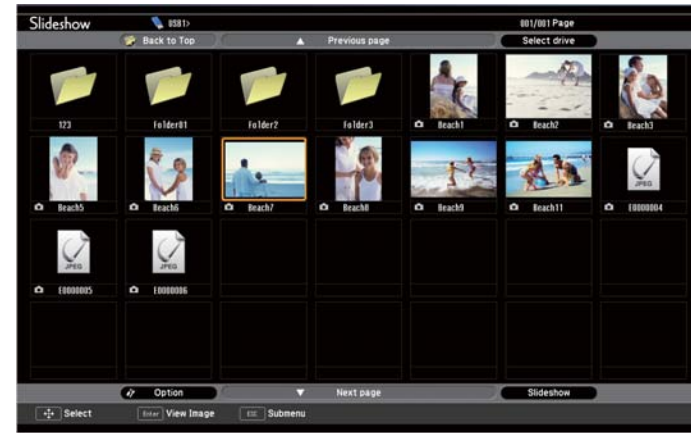 Slideshow USB1> 001/001 Page
Back to Top ▲ Previous page Select drive
123 Folder01 Folder2 Folder3 Beach1 Beach2 Beach3
Beach5 Beach6 Beach7 Beach8 Beach9 Beach11 E0000004
JPEG
JPEG JPEG
E0000005 E0000006
Option ▼ Next page Slideshow
Select Enter View Image ESC Submenu